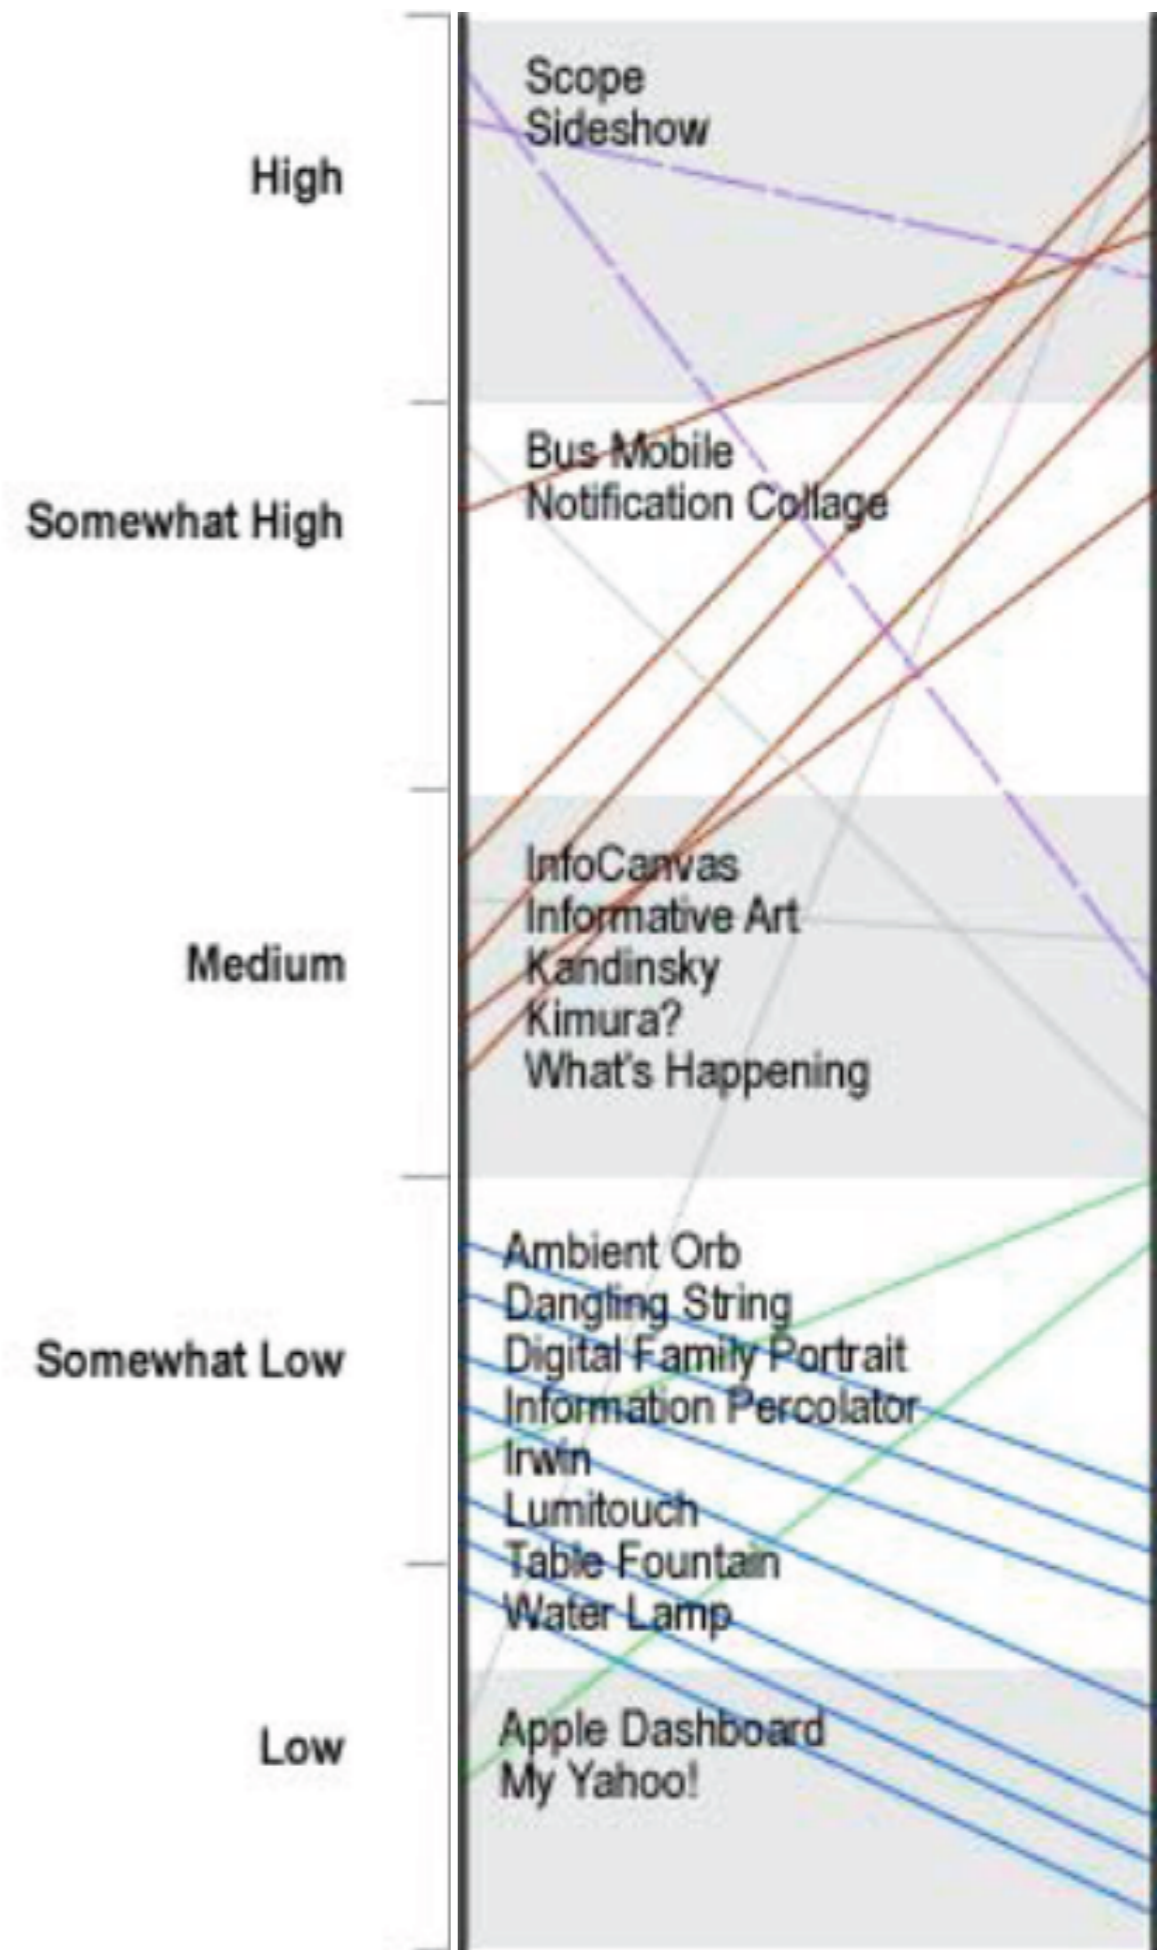 High
Scope
Sideshow
Somewhat High
Bus Mobile
Notification Collage
Medium
InfoCanvas
Informative Art
Kandinsky
Kimura?
What's Happening
Somewhat Low
Ambient Orb
Dangling String
Digital Family Portrait
Information Percolator
Irwin
Lumitouch
Table Fountain
Water Lamp
Low
Apple Dashboard
My Yahoo!